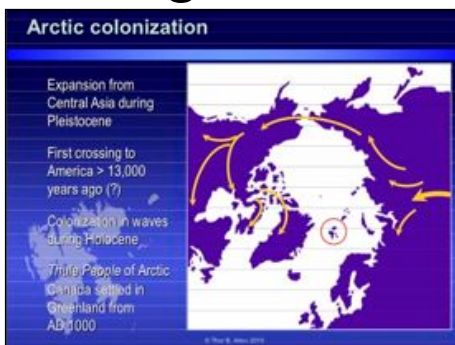 Arctic colonization
Expansion from
Central Asia during
Pleistocene
First crossing to
America > 13,000
years ago (?)
Colonization in waves
during Holocene
Thule People of Arctic
Canada settled in
Greenland from
AD 1000